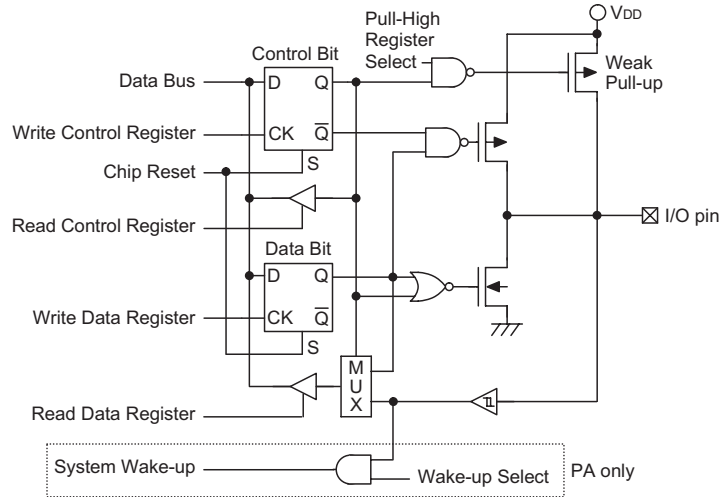 VDD
Pull-High
Register
Select
Control Bit
Weak
Pull-up
Data Bus
D
Q
Write Control Register
CK
Q
Chip Reset
S
I/O pin
Read Control Register
Data Bit
D
Q
Write Data Register
CK
Q
S
M
U
X
Read Data Register
System Wake-up
Wake-up Select
PA only